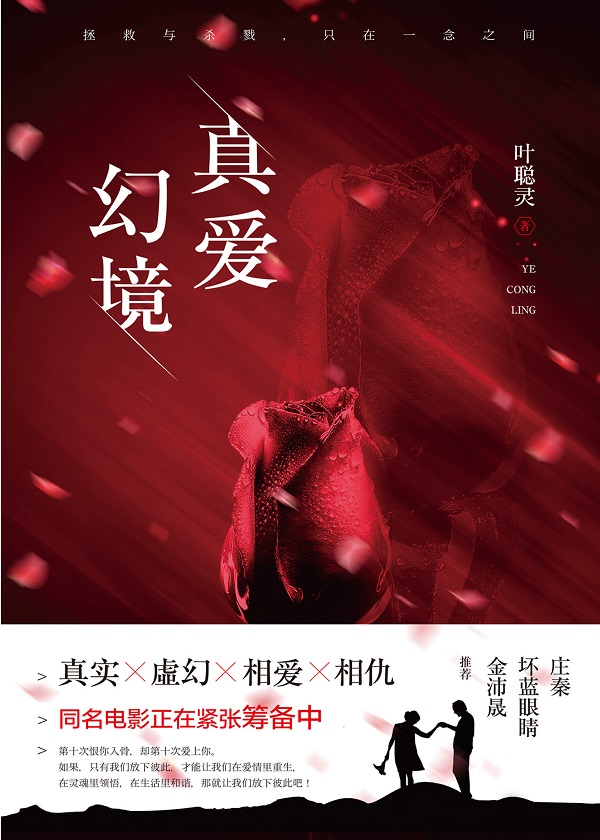 拯救与杀戮，只在一念之间
真爱
幻境
叶聪灵
著
YE
CONG
LING
> 真实×虚幻×相爱×相仇
> 同名电影正在紧张筹备中
> 第十次恨你入骨，却第十次爱上你。
如果，只有我们放下彼此，才能让我们在爱情里重生，
在灵魂里领悟，在生活里和谐，那就让我们放下彼此吧！
庄秦
坏蓝眼睛
金沛晟
推荐